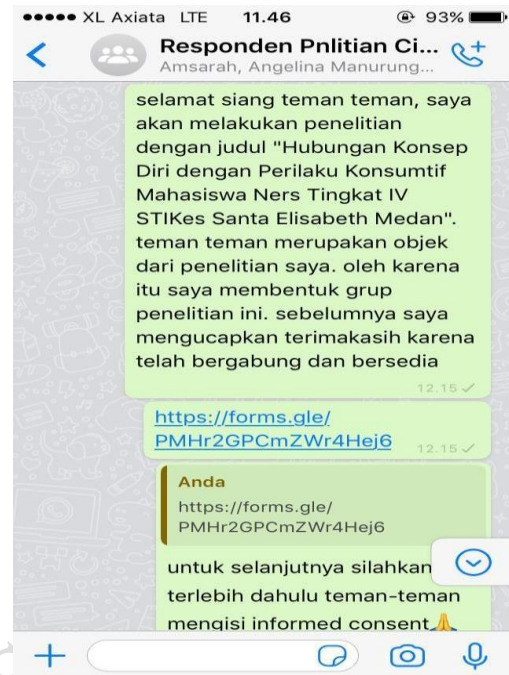 XL Axiata LTE 11.46 93%
Responden Pnlitian Ci...
Amsarah, Angelina Manurung...
selamat siang teman teman, saya
akan melakukan penelitian
dengan judul "Hubungan Konsep
Diri dengan Perilaku Konsumtif
Mahasiswa Ners Tingkat IV
STIKes Santa Elisabeth Medan".
teman teman merupakan objek
dari penelitian saya. oleh karena
itu saya membentuk grup
penelitian ini. sebelumnya saya
mengucapkan terimakasih karena
telah bergabung dan bersedia
12.15
https://forms.gle/
PMHr2GPCmZWr4Hej6
12.15
Anda
https://forms.gle/
PMHr2GPCmZWr4Hej6
untuk selanjutnya silahkan
terlebih dahulu teman-teman
mengisi informed consent🙏